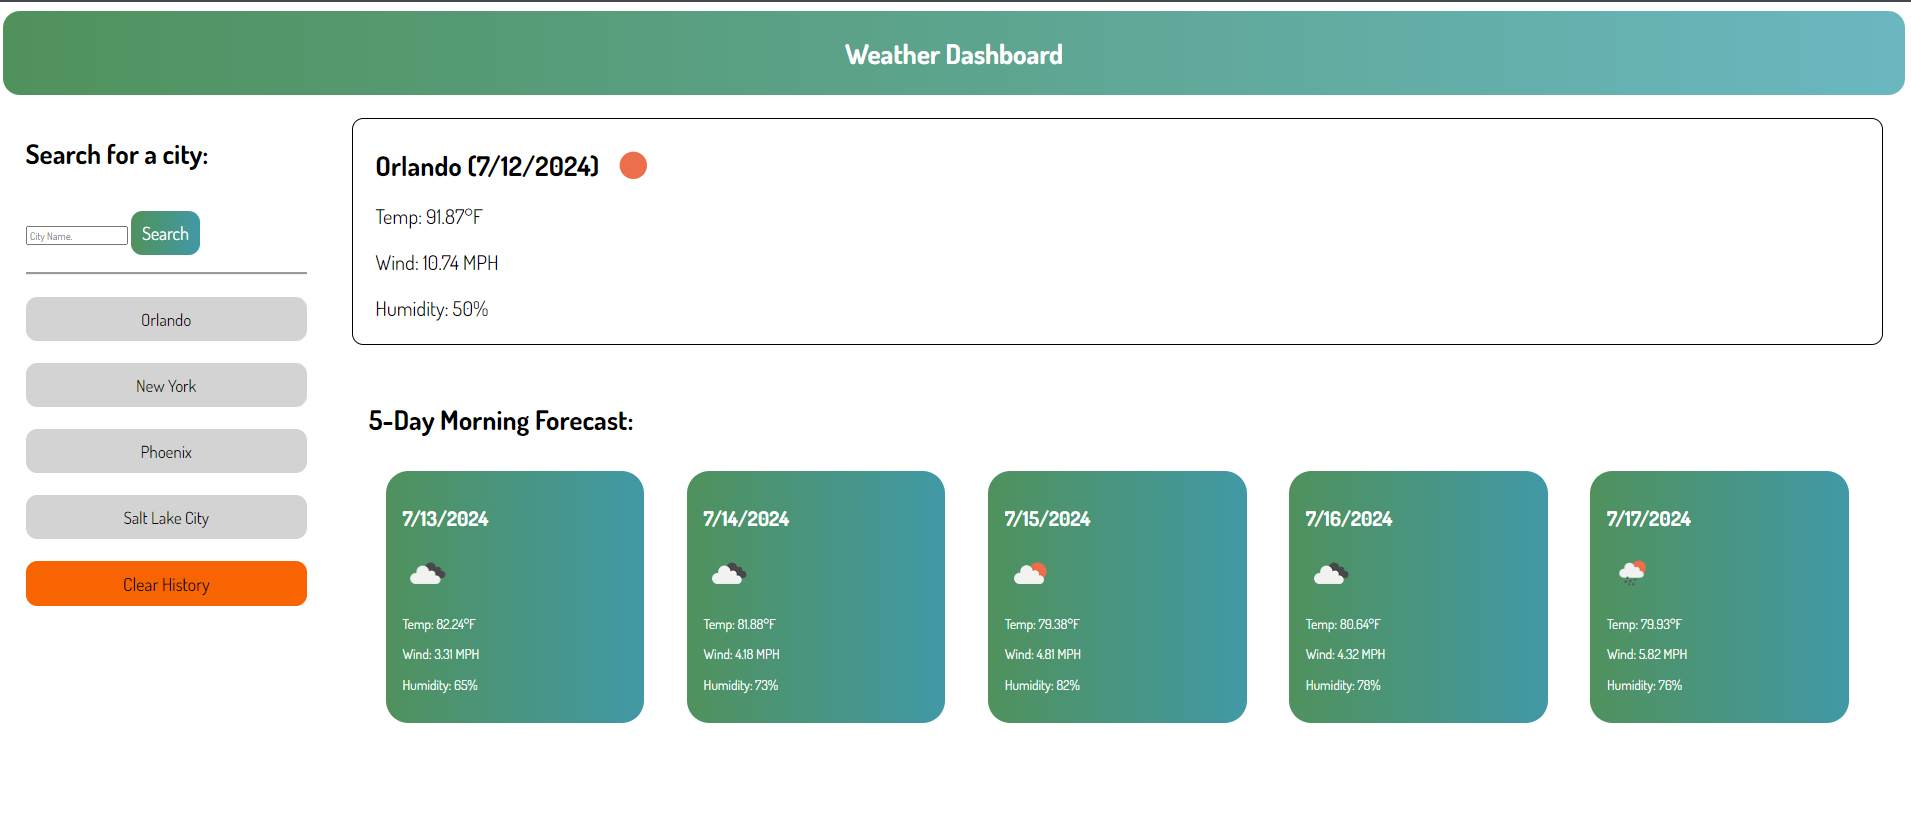 Weather Dashboard
Search for a city:
City Name.
Search
Orlando
New York
Phoenix
Salt Lake City
Clear History
Orlando (7/12/2024)
Temp: 91.87°F
Wind: 10.74 MPH
Humidity: 50%
5-Day Morning Forecast:
7/13/2024
Temp: 82.24°F
Wind: 3.31 MPH
Humidity: 65%
7/14/2024
Temp: 81.88°F
Wind: 4.18 MPH
Humidity: 73%
7/15/2024
Temp: 79.38°F
Wind: 4.81 MPH
Humidity: 82%
7/16/2024
Temp: 80.64°F
Wind: 4.32 MPH
Humidity: 78%
7/17/2024
Temp: 79.93°F
Wind: 5.82 MPH
Humidity: 76%